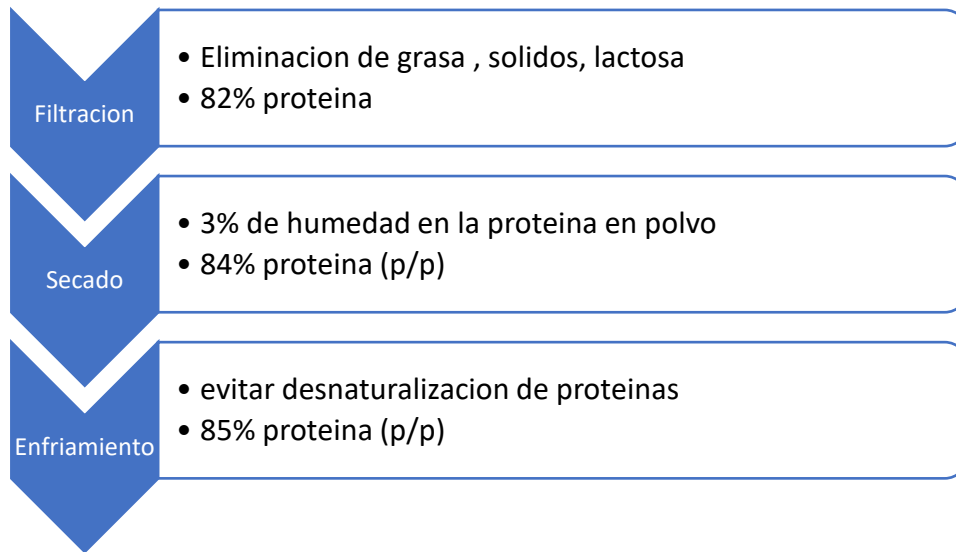 Filtracion
• Eliminacion de grasa , solidos, lactosa
• 82% proteina
Secado
• 3% de humedad en la proteina en polvo
• 84% proteina (p/p)
Enfriamiento
• evitar desnaturalizacion de proteinas
• 85% proteina (p/p)